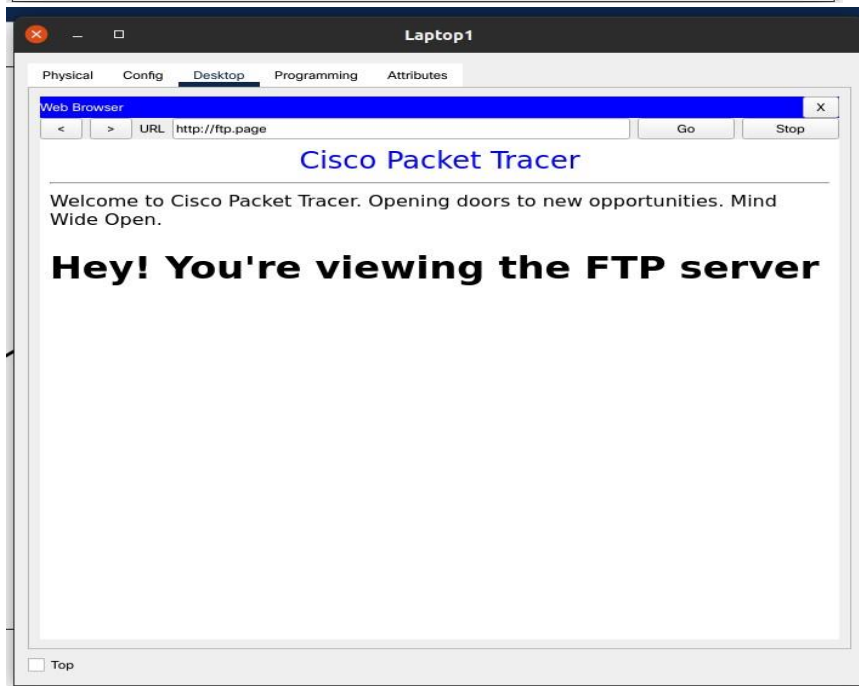 Laptop1
Physical Config Desktop Programming Attributes
Web Browser X
< > URL http://ftp.page Go Stop
Cisco Packet Tracer
Welcome to Cisco Packet Tracer. Opening doors to new opportunities. Mind
Wide Open.
Hey! You're viewing the FTP server
Top